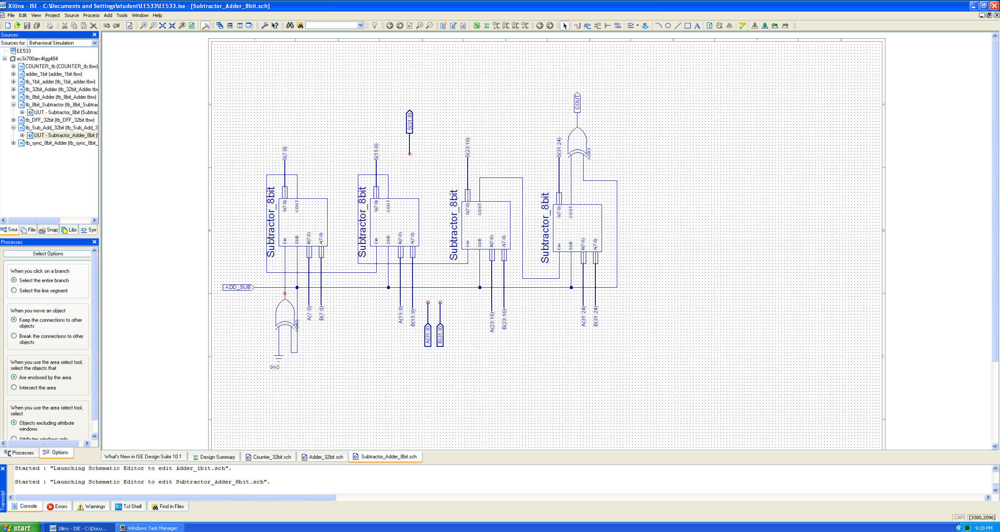 Xilinx - ISE - C:\Documents and Settings\student\EE533\EE533.ise - [Subtractor_Adder_8bit.sch]
File Edit View Project Source Process Add Tools Window Help
Sources
Sources for: Behavioral Simulation
EE533
xc3s700an-4fgg484
COUNTER_tb (COUNTER_tb.tbw)
adder_1bit (adder_1bit.tbw)
tb_1bit_adder (tb_1bit_adder.tbw)
tb_32bit_Adder (tb_32bit_Adder.tbw
tb_8bit_Adder (tb_8bit_Adder.tbw)
tb_8bit_Subtractor (tb_8bit_Subtrac
UUT - Subtractor_8bit (Subtrac
tb_DFF_32bit (tb_DFF_32bit.tbw)
tb_Sub_Add_32bit (tb_Sub_Add_3
UUT - Subtractor_Adder_8bit (
tb_sync_8bit_Adder (tb_sync_8bit_
Sour File Snap Libr Sym
Processes
Select Options
When you click on a branch
Select the entire branch
Select the line segment
When you move an object
Keep the connections to other
objects
Break the connections to other
objects
When you use the area select tool,
select the objects that
Are enclosed by the area
Intersect the area
When you use the area select tool,
select
Objects excluding attribute
windows
Attributes windows only
Processes Options
COUT
S(31:0)
XOR2
S(7:0)
S(15:8)
S(23:16)
S(31:24)
Subtractor_8bit
S(7:0) COUT
Cin SUB B(7:0) A(7:0)
Subtractor_8bit
S(7:0) COUT
Cin SUB B(7:0) A(7:0)
Subtractor_8bit
S(7:0) COUT
Cin SUB B(7:0) A(7:0)
Subtractor_8bit
S(7:0) COUT
Cin SUB B(7:0) A(7:0)
ADD_SUB
XOR2
A(7:0) B(7:0)
A(15:8) B(15:8)
A(31:0) B(31:0)
A(23:16) B(23:16)
A(31:24) B(31:24)
GND
What's New in ISE Design Suite 10.1 Design Summary Counter_32bit.sch Adder_32bit.sch Subtractor_Adder_8bit.sch
Started : "Launching Schematic Editor to edit Adder_1bit.sch".
Started : "Launching Schematic Editor to edit Subtractor_Adder_8bit.sch".
Transcript
Console Errors Warnings Tcl Shell Find in Files
CAPS [3380,2096]
start Xilinx - ISE - C:\Docu... Windows Task Manager 9:28 PM